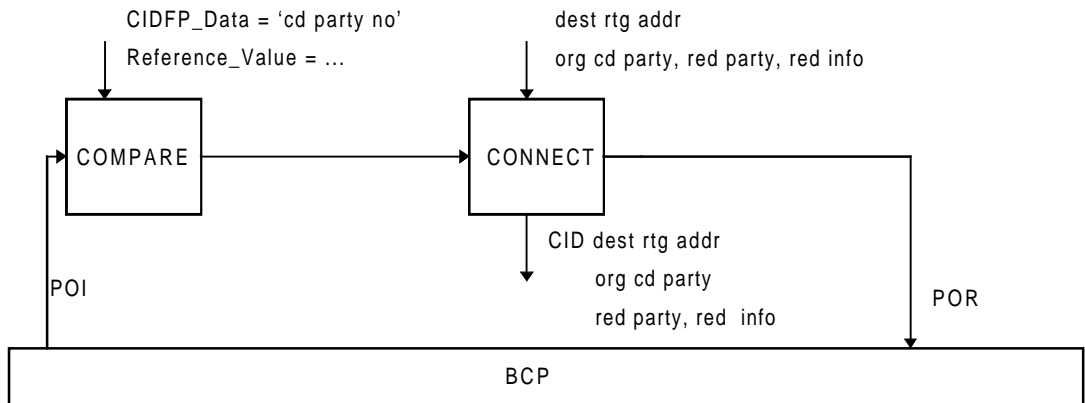 CIDFP_Data = ‘cd party no’
Reference_Value = ...
dest rtg addr
org cd party, red party, red info
COMPARE
CONNECT
CID dest rtg addr
org cd party
red party, red info
POI
POR
BCP